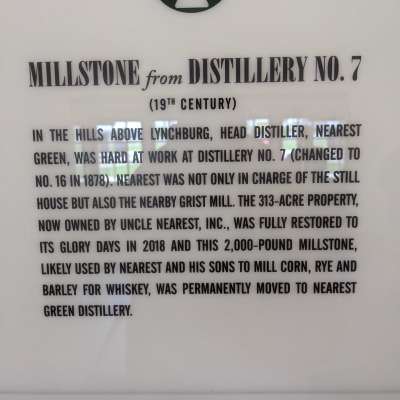 MILLSTONE from DISTILLERY NO. 7
(19TH CENTURY)
IN THE HILLS ABOVE LYNCHBURG, HEAD DISTILLER, NEAREST
GREEN, WAS HARD AT WORK AT DISTILLERY NO. 7 (CHANGED TO
NO. 16 IN 1878). NEAREST WAS NOT ONLY IN CHARGE OF THE STILL
HOUSE BUT ALSO THE NEARBY GRIST MILL. THE 313-ACRE PROPERTY,
NOW OWNED BY UNCLE NEAREST, INC., WAS FULLY RESTORED TO
ITS GLORY DAYS IN 2018 AND THIS 2,000-POUND MILLSTONE,
LIKELY USED BY NEAREST AND HIS SONS TO MILL CORN, RYE AND
BARLEY FOR WHISKEY, WAS PERMANENTLY MOVED TO NEAREST
GREEN DISTILLERY.